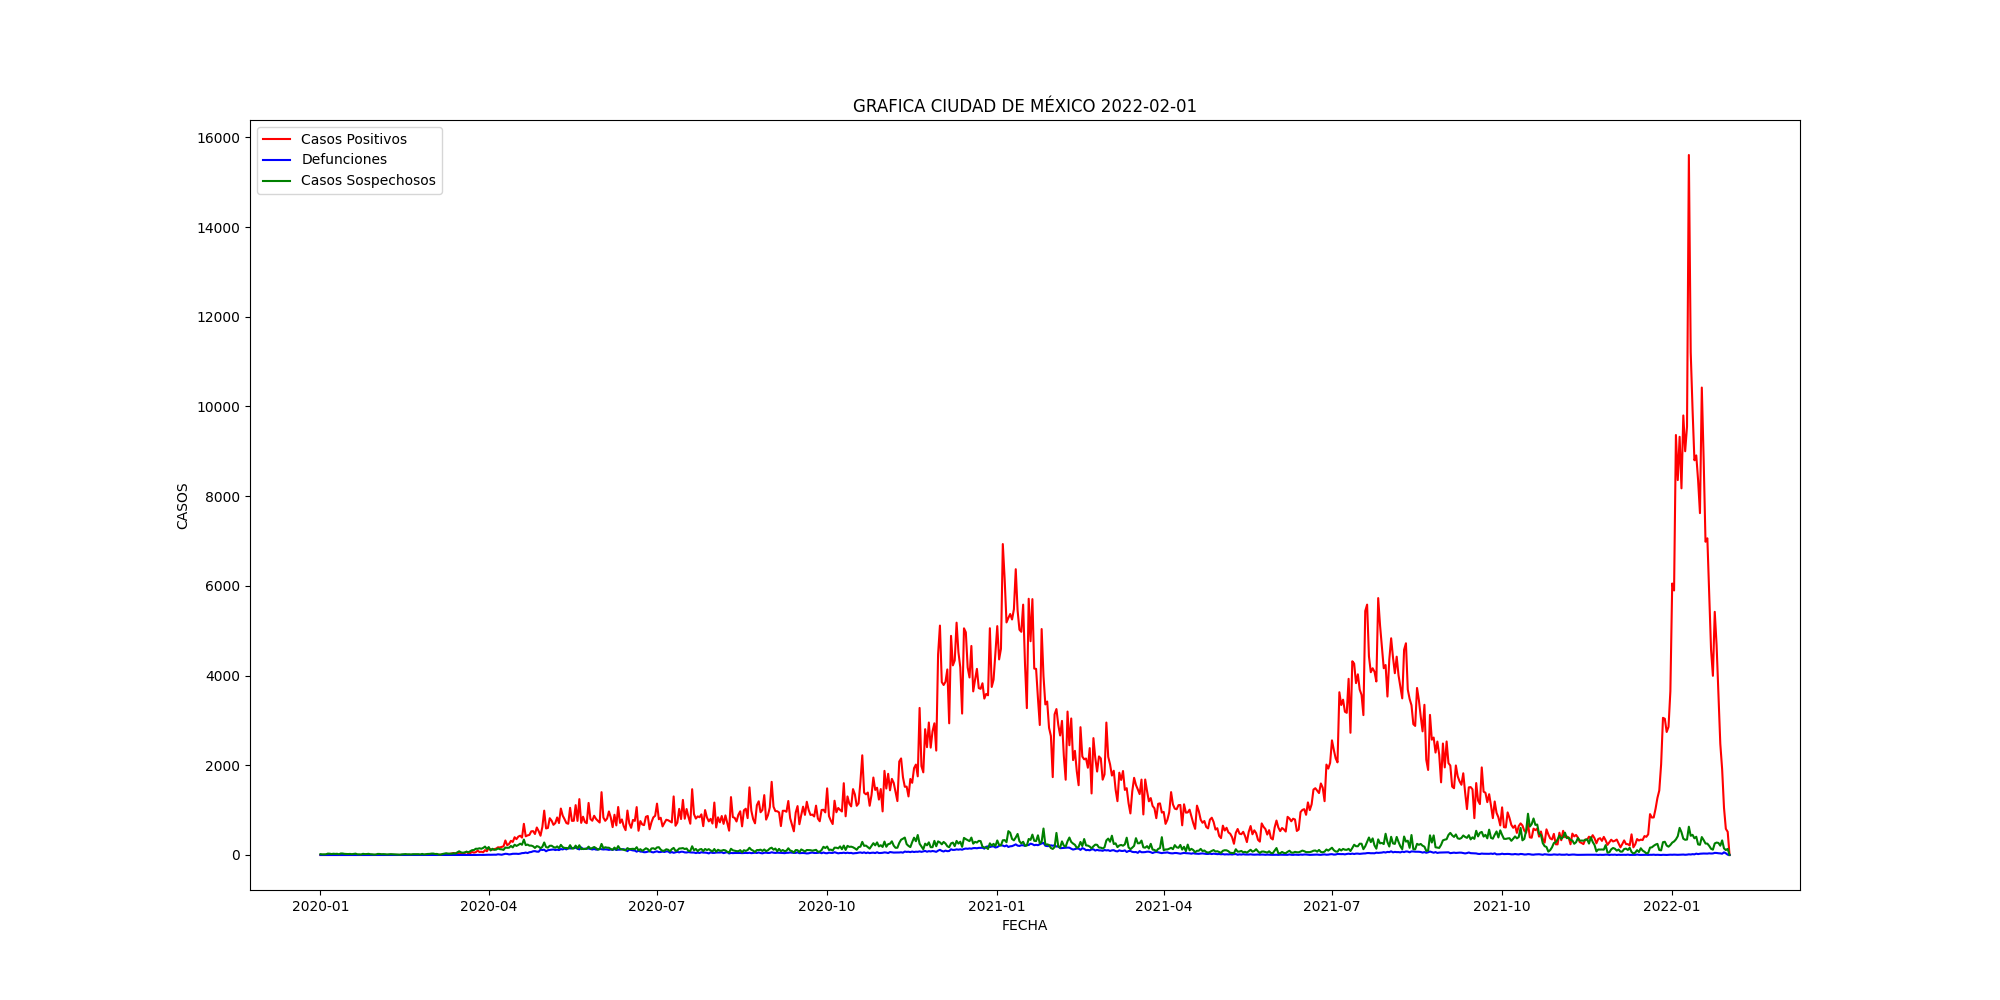 GRAFICA CIUDAD DE MÉXICO 2022-02-01
Casos Positivos
Defunciones
Casos Sospechosos
16000
14000
12000
10000
8000
6000
4000
2000
0
CASOS
2020-01 2020-04 2020-07 2020-10 2021-01 2021-04 2021-07 2021-10 2022-01
FECHA